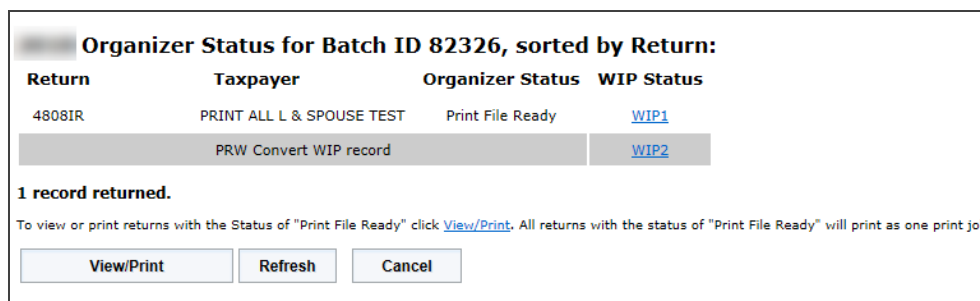 Organizer Status for Batch ID 82326, sorted by Return:
Return Taxpayer Organizer Status WIP Status
4808IR PRINT ALL L & SPOUSE TEST Print File Ready WIP1
PRW Convert WIP record WIP2
1 record returned.
To view or print returns with the Status of "Print File Ready" click View/Print. All returns with the status of "Print File Ready" will print as one print jo
View/Print Refresh Cancel